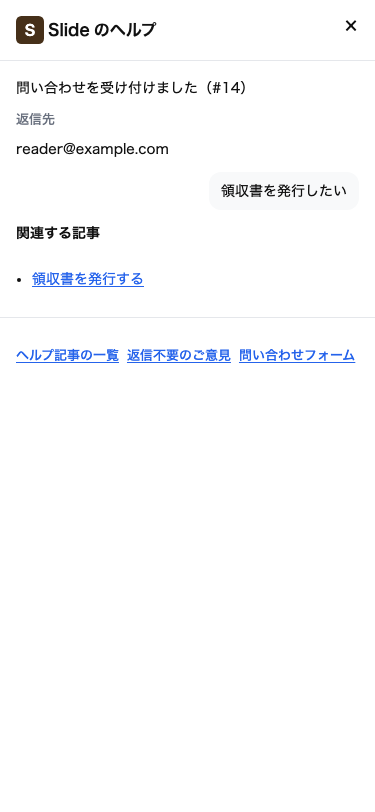 S Slide のヘルプ ×
問い合わせを受け付けました（#14）
返信先
reader@example.com
領収書を発行したい
関連する記事
• 領収書を発行する
ヘルプ記事の一覧 返信不要のご意見 問い合わせフォーム